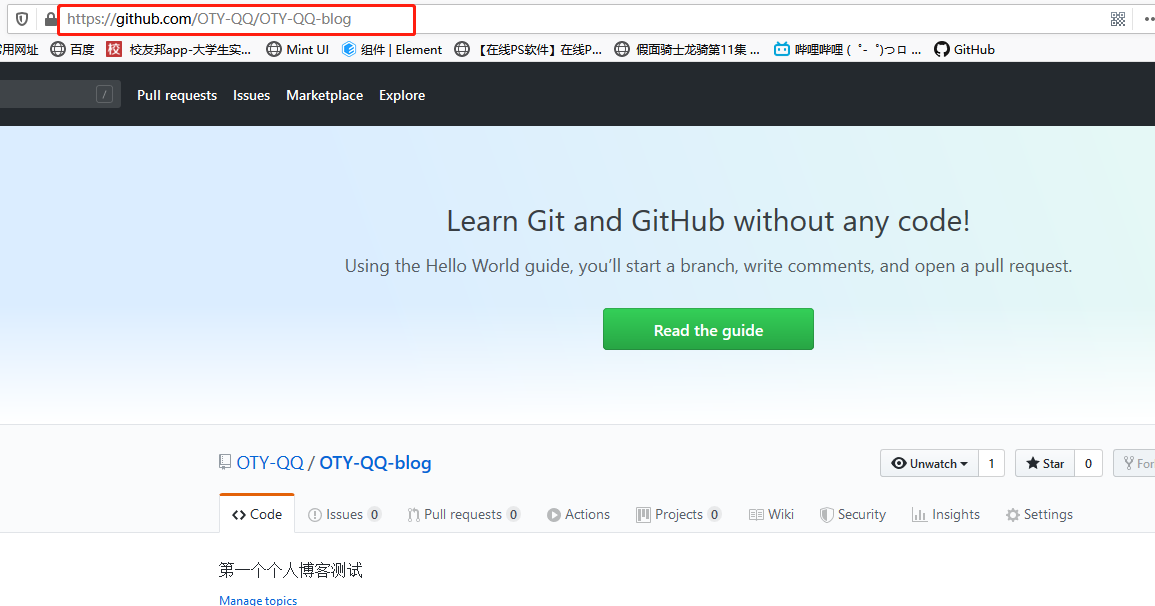 https://github.com/OTY-QQ/OTY-QQ-blog
常用网址 百度 校 校友邦app-大学生实... Mint UI 组件 | Element 【在线PS软件】在线P... 假面骑士龙骑第11集 ... 哔哩哔哩 ( ゜- ゜)つロ ... GitHub
/ Pull requests Issues Marketplace Explore
Learn Git and GitHub without any code!
Using the Hello World guide, you’ll start a branch, write comments, and open a pull request.
Read the guide
OTY-QQ / OTY-QQ-blog Unwatch 1 Star 0 For
Code Issues 0 Pull requests 0 Actions Projects 0 Wiki Security Insights Settings
第一个个人博客测试
Manage topics